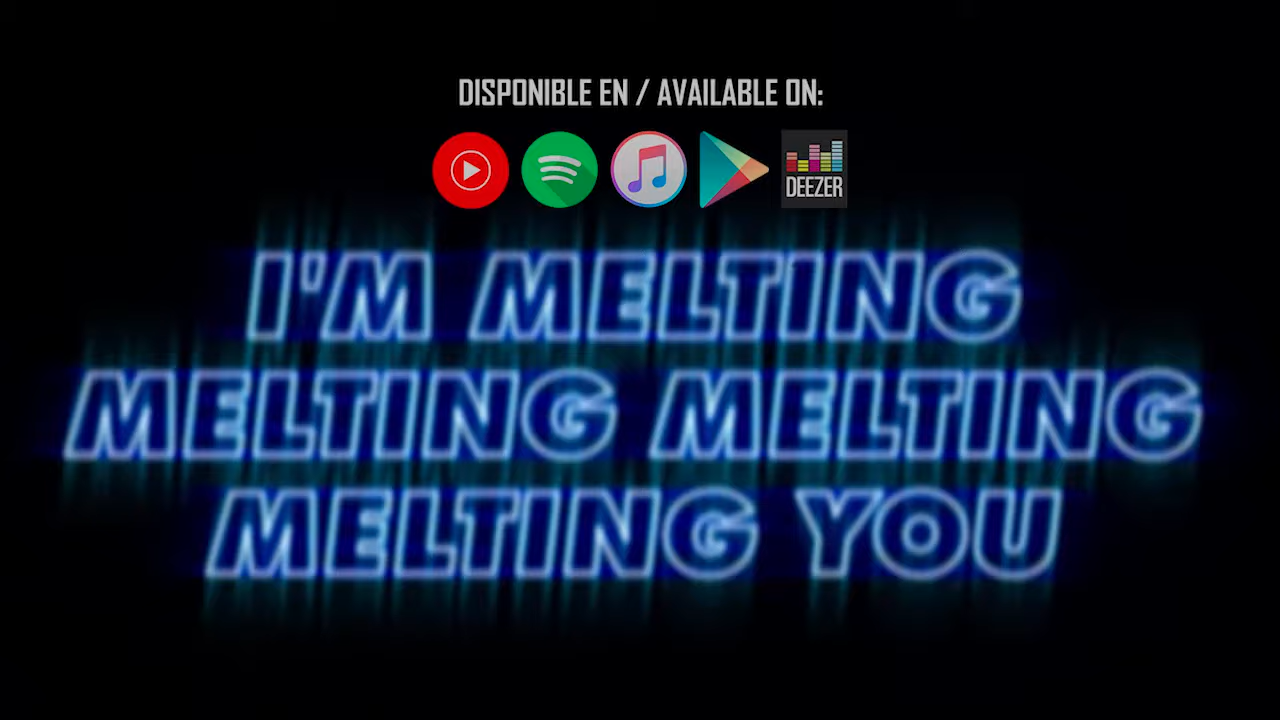 DISPONIBLE EN / AVAILABLE ON:
DEEZER
I'M MELTING
MELTING MELTING
MELTING YOU